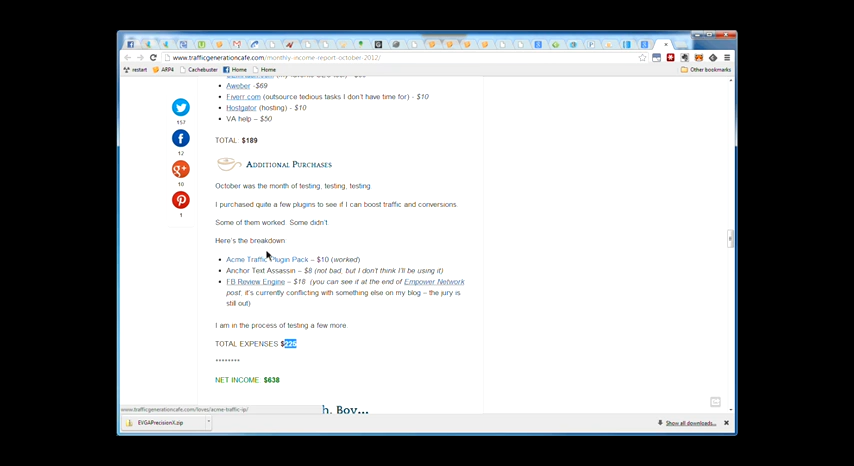 www.trafficgenerationcafe.com/monthly-income-report-october-2012/
restart ARP4 Cachebuster Home Home Other bookmarks
Aweber -$69
Fiverr.com (outsource tedious tasks I don't have time for) - $10
Hostgator (hosting) - $10
VA help – $50
157
TOTAL $189
12
ADDITIONAL PURCHASES
10
October was the month of testing, testing, testing
I purchased quite a few plugins to see if I can boost traffic and conversions.
1
Some of them worked. Some didn't
Here's the breakdown
Acme Traffic Plugin Pack – $10 (worked)
Anchor Text Assassin – $8 (not bad, but I don't think I'll be using it)
FB Review Engine – $18 (you can see it at the end of Empower Network
post, it's currently conflicting with something else on my blog – the jury is
still out)
I am in the process of testing a few more.
TOTAL EXPENSES $225
********
NET INCOME $638
www.trafficgenerationcafe.com/loves/acme-traffic-ip/
h, Boy...
EVGAPrecisionX.zip
Show all downloads...